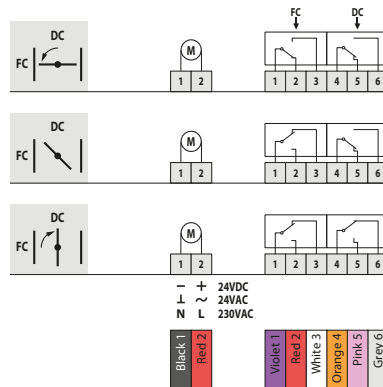 FC DC
DC
FC
M
1 2 1 2 3 4 5 6
DC
FC
M
1 2 1 2 3 4 5 6
DC
FC
M
1 2 1 2 3 4 5 6
− + 24VDC
⊥ ~ 24VAC
N L 230VAC
Black 1
Red 2
Violet 1
Red 2
White 3
Orange 4
Pink 5
Grey 6